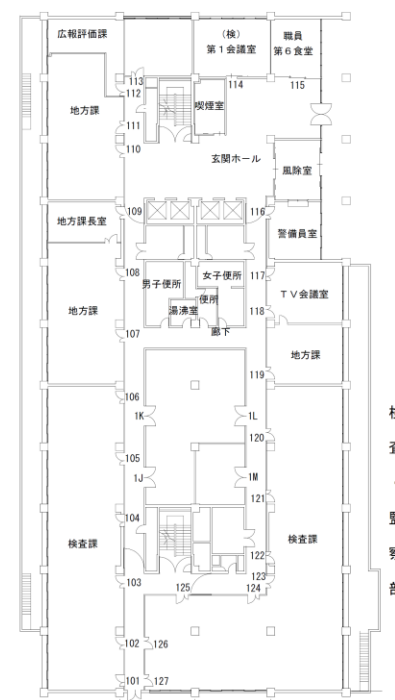 広報評価課
(検)
第1会議室
職員
第6食堂
113
112
114
115
喫煙室
地方課
111
110
玄関ホール
風除室
109
116
地方課長室
警備員室
108
117
男子便所
女子便所
TV会議室
便所
湯沸室
118
地方課
廊下
107
地方課
119
106
1K
1L
120
105
1J
1M
121
104
検査課
検査課
122
103
123
125
124
102
126
101
127
査
・
監
察
部